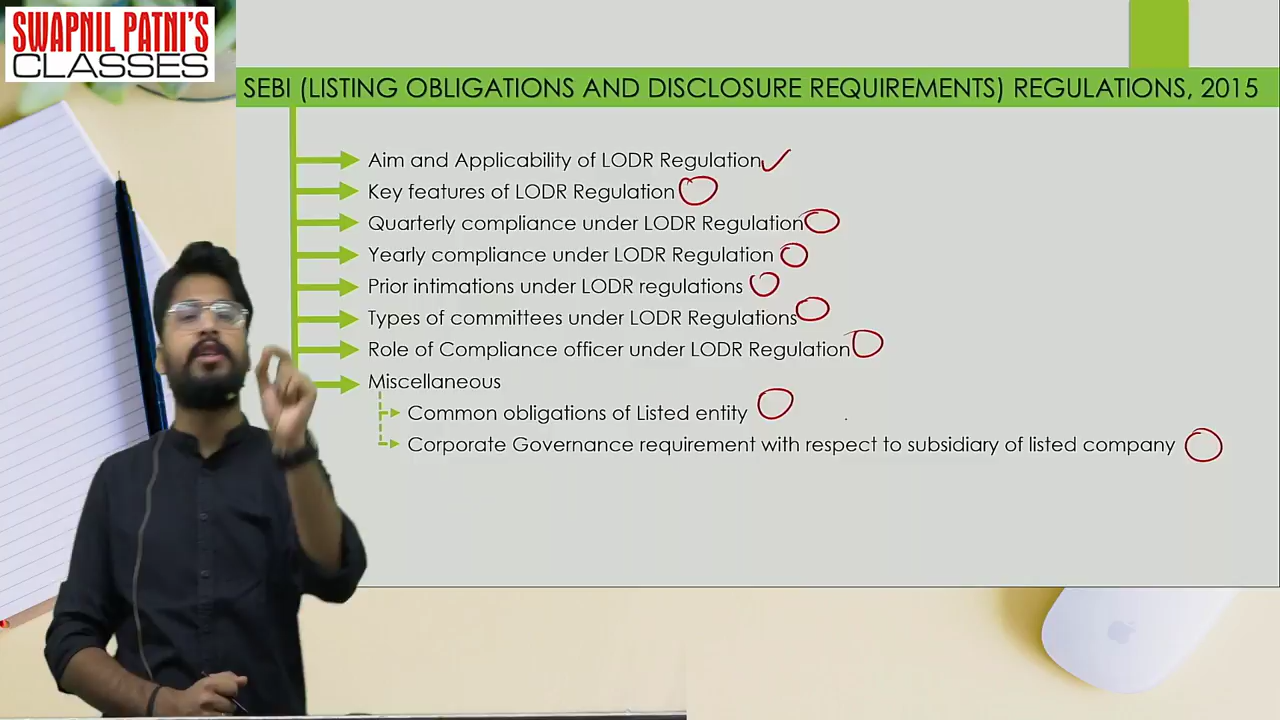 SWAPNIL PATNI'S
CLASSES
SEBI (LISTING OBLIGATIONS AND DISCLOSURE REQUIREMENTS) REGULATIONS, 2015
Aim and Applicability of LODR Regulation
Key features of LODR Regulation
Quarterly compliance under LODR Regulation
Yearly compliance under LODR Regulation
Prior intimations under LODR regulations
Types of committees under LODR Regulations
Role of Compliance officer under LODR Regulation
Miscellaneous
Common obligations of Listed entity
Corporate Governance requirement with respect to subsidiary of listed company